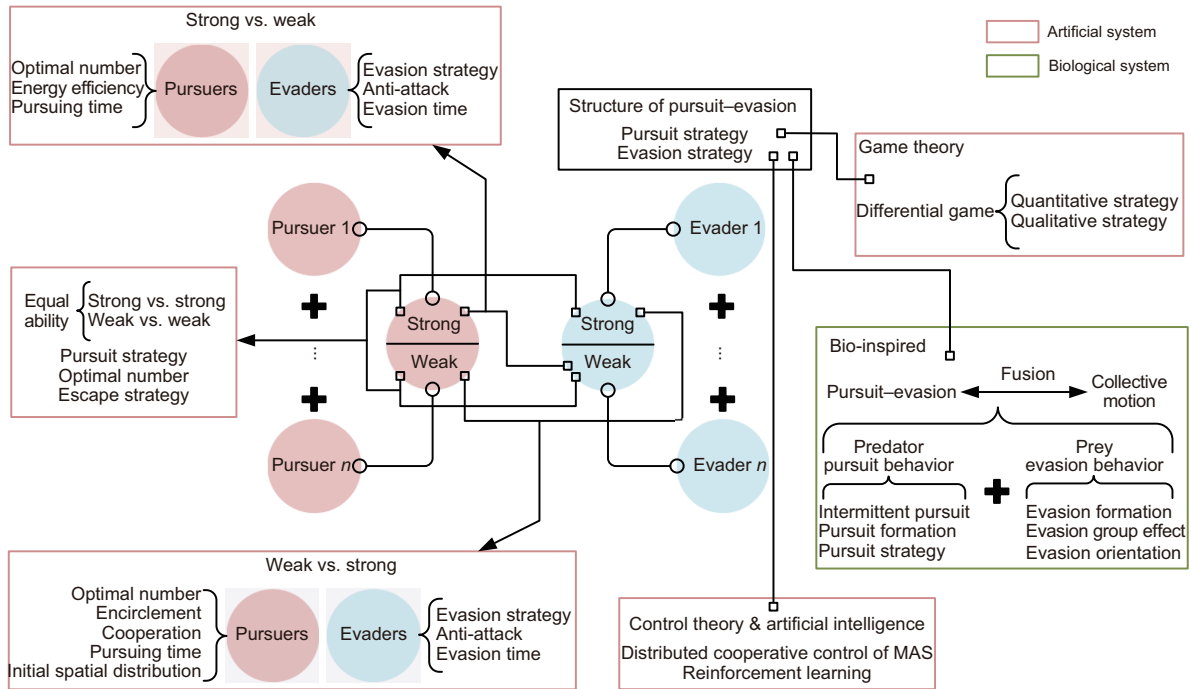 Strong vs. weak
Optimal number
Energy efficiency
Pursuing time
Pursuers
Evaders
Evasion strategy
Anti-attack
Evasion time
Artificial system
Biological system
Structure of pursuit–evasion
Pursuit strategy
Evasion strategy
Game theory
Differential game
Quantitative strategy
Qualitative strategy
Pursuer 1
Evader 1
Equal
ability
Strong vs. strong
Weak vs. weak
Pursuit strategy
Optimal number
Escape strategy
...
Strong
Weak
Strong
Weak
...
Pursuer n
Evader n
Bio-inspired
Pursuit–evasion
Fusion
Collective
motion
Predator
pursuit behavior
Prey
evasion behavior
Intermittent pursuit
Pursuit formation
Pursuit strategy
Evasion formation
Evasion group effect
Evasion orientation
Weak vs. strong
Optimal number
Encirclement
Cooperation
Pursuing time
Initial spatial distribution
Pursuers
Evaders
Evasion strategy
Anti-attack
Evasion time
Control theory & artificial intelligence
Distributed cooperative control of MAS
Reinforcement learning